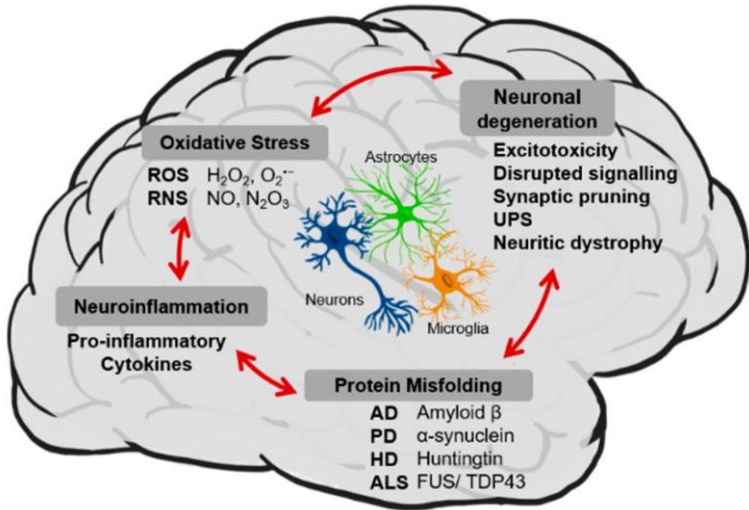 Neuronal
degeneration
Excitotoxicity
Disrupted signalling
Synaptic pruning
UPS
Neuritic dystrophy
Oxidative Stress
ROS H₂O₂, O₂•−
RNS NO, N₂O₃
Astrocytes
Neurons
Microglia
Neuroinflammation
Pro-inflammatory
Cytokines
Protein Misfolding
AD Amyloid β
PD α-synuclein
HD Huntingtin
ALS FUS/ TDP43